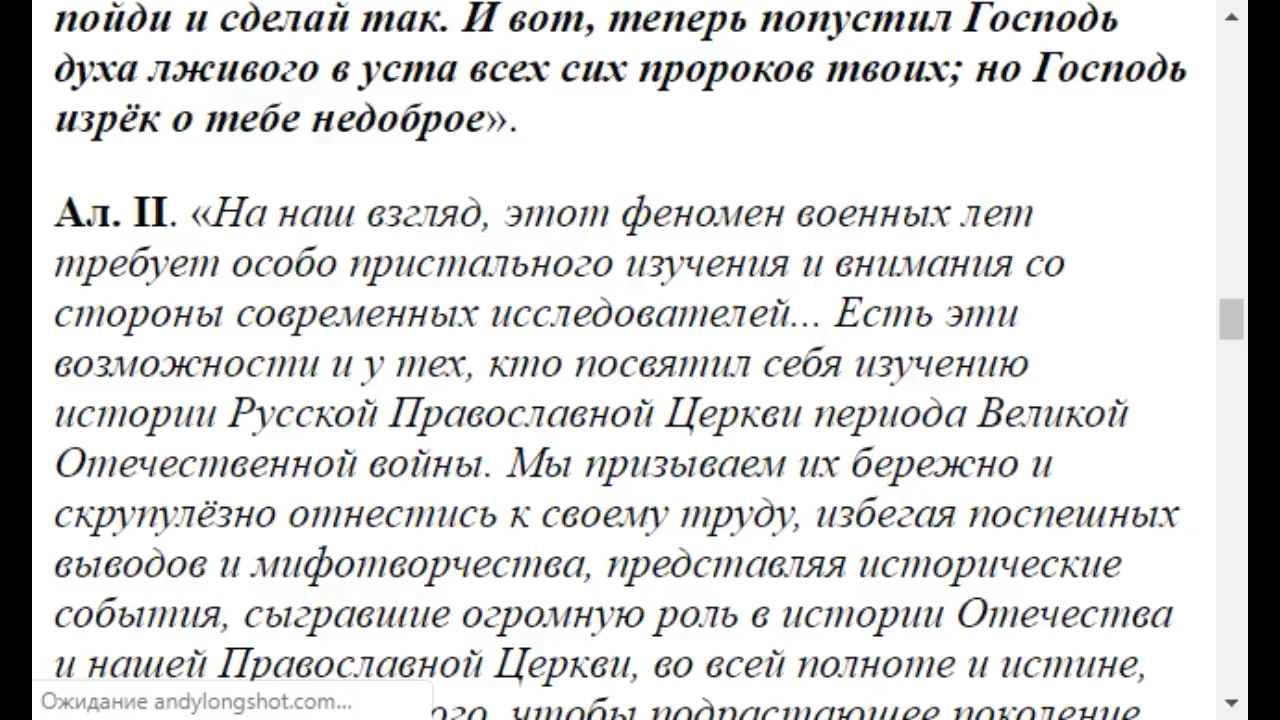 пойди и сделай так. И вот, теперь попустил Господь
духа лживого в уста всех сих пророков твоих; но Господь
изрёк о тебе недоброе».
Ал. II. «На наш взгляд, этот феномен военных лет
требует особо пристального изучения и внимания со
стороны современных исследователей... Есть эти
возможности и у тех, кто посвятил себя изучению
истории Русской Православной Церкви периода Великой
Отечественной войны. Мы призываем их бережно и
скрупулёзно отнестись к своему труду, избегая поспешных
выводов и мифотворчества, представляя исторические
события, сыгравшие огромную роль в истории Отечества
и нашей Православной Церкви, во всей полноте и истине,
чтобы подрастающее поколение
Ожидание andylongshot.com...